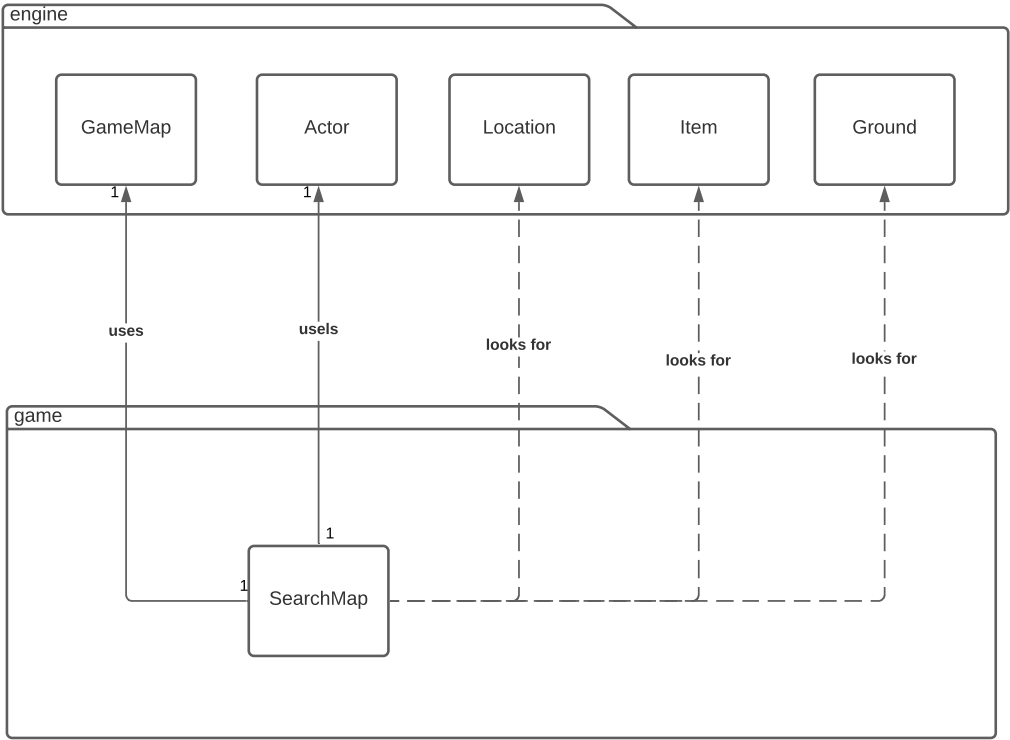 engine
GameMap
Actor
Location
Item
Ground
1
1
uses
usels
looks for
looks for
looks for
game
1
1
SearchMap